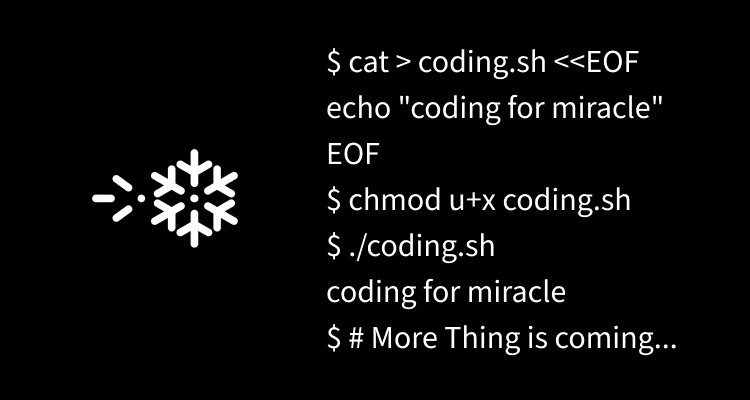 $ cat > coding.sh <<EOF
echo "coding for miracle"
EOF
$ chmod u+x coding.sh
$ ./coding.sh
coding for miracle
$ # More Thing is coming...